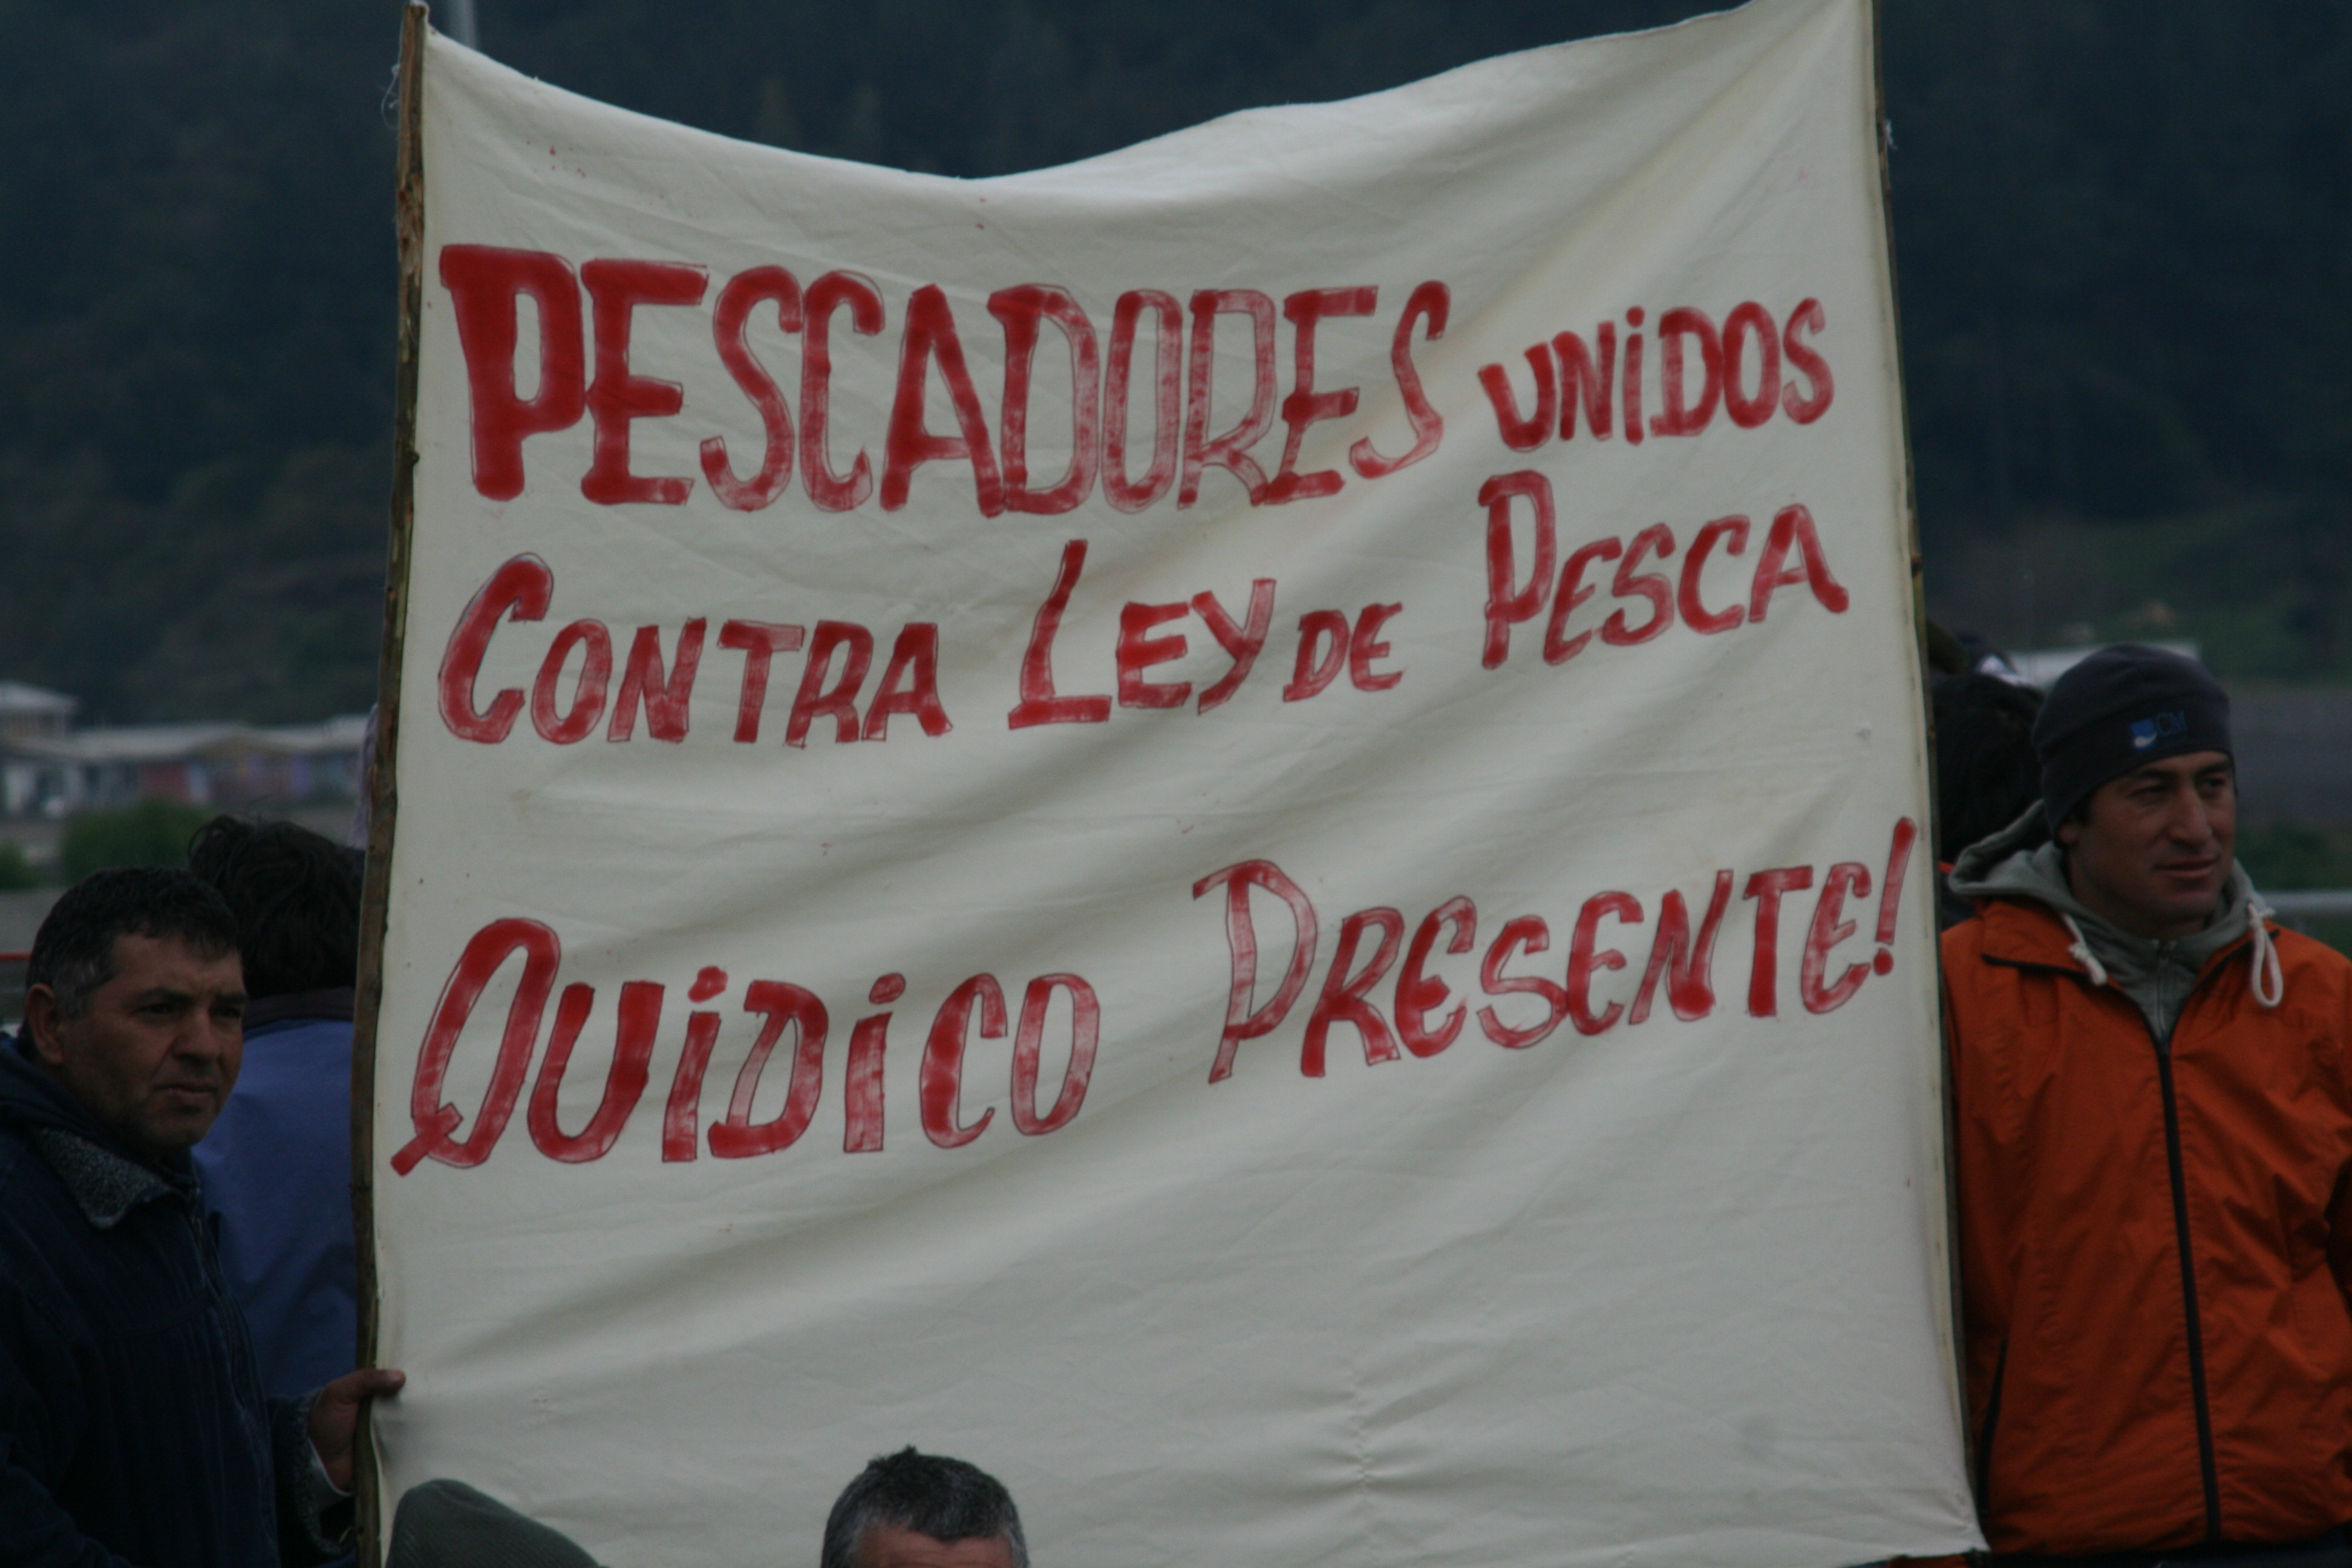 PESCADORES UNiDOS
CONTRA LEY DE PESCA
QUiDiCO PRESENTE!